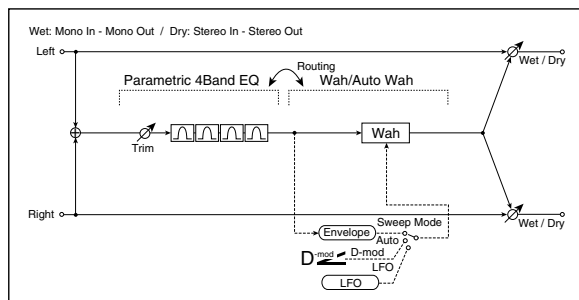 Wet: Mono In - Mono Out / Dry: Stereo In - Stereo Out
Left
Wet / Dry
Routing
Parametric 4Band EQ
Wah/Auto Wah
Trim
Wah
Right
Wet / Dry
Envelope
Sweep Mode
Auto
D-mod
D-mod
LFO
LFO